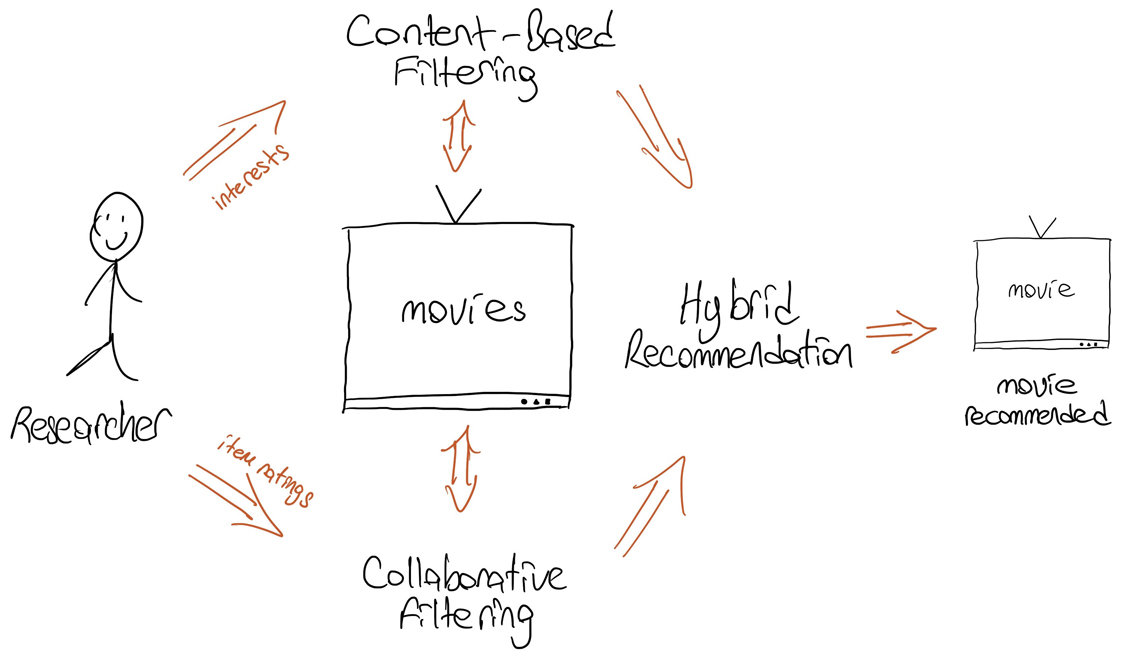 Content-Based
Filtering
interests
movies
Researcher
item ratings
Collaborative
Filtering
Hybrid
Recommendation
movie
movie
recommended